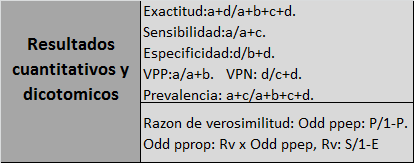 Resultados
cuantitativos y
dicotomicos
Exactitud:a+d/a+b+c+d.
Sensibilidad:a/a+c.
Especificidad:d/b+d.
VPP:a/a+b. VPN: d/c+d.
Prevalencia: a+c/a+b+c+d.
Razon de verosimilitud: Odd ppep: P/1-P.
Odd pprop: Rv x Odd ppep, Rv: S/1-E